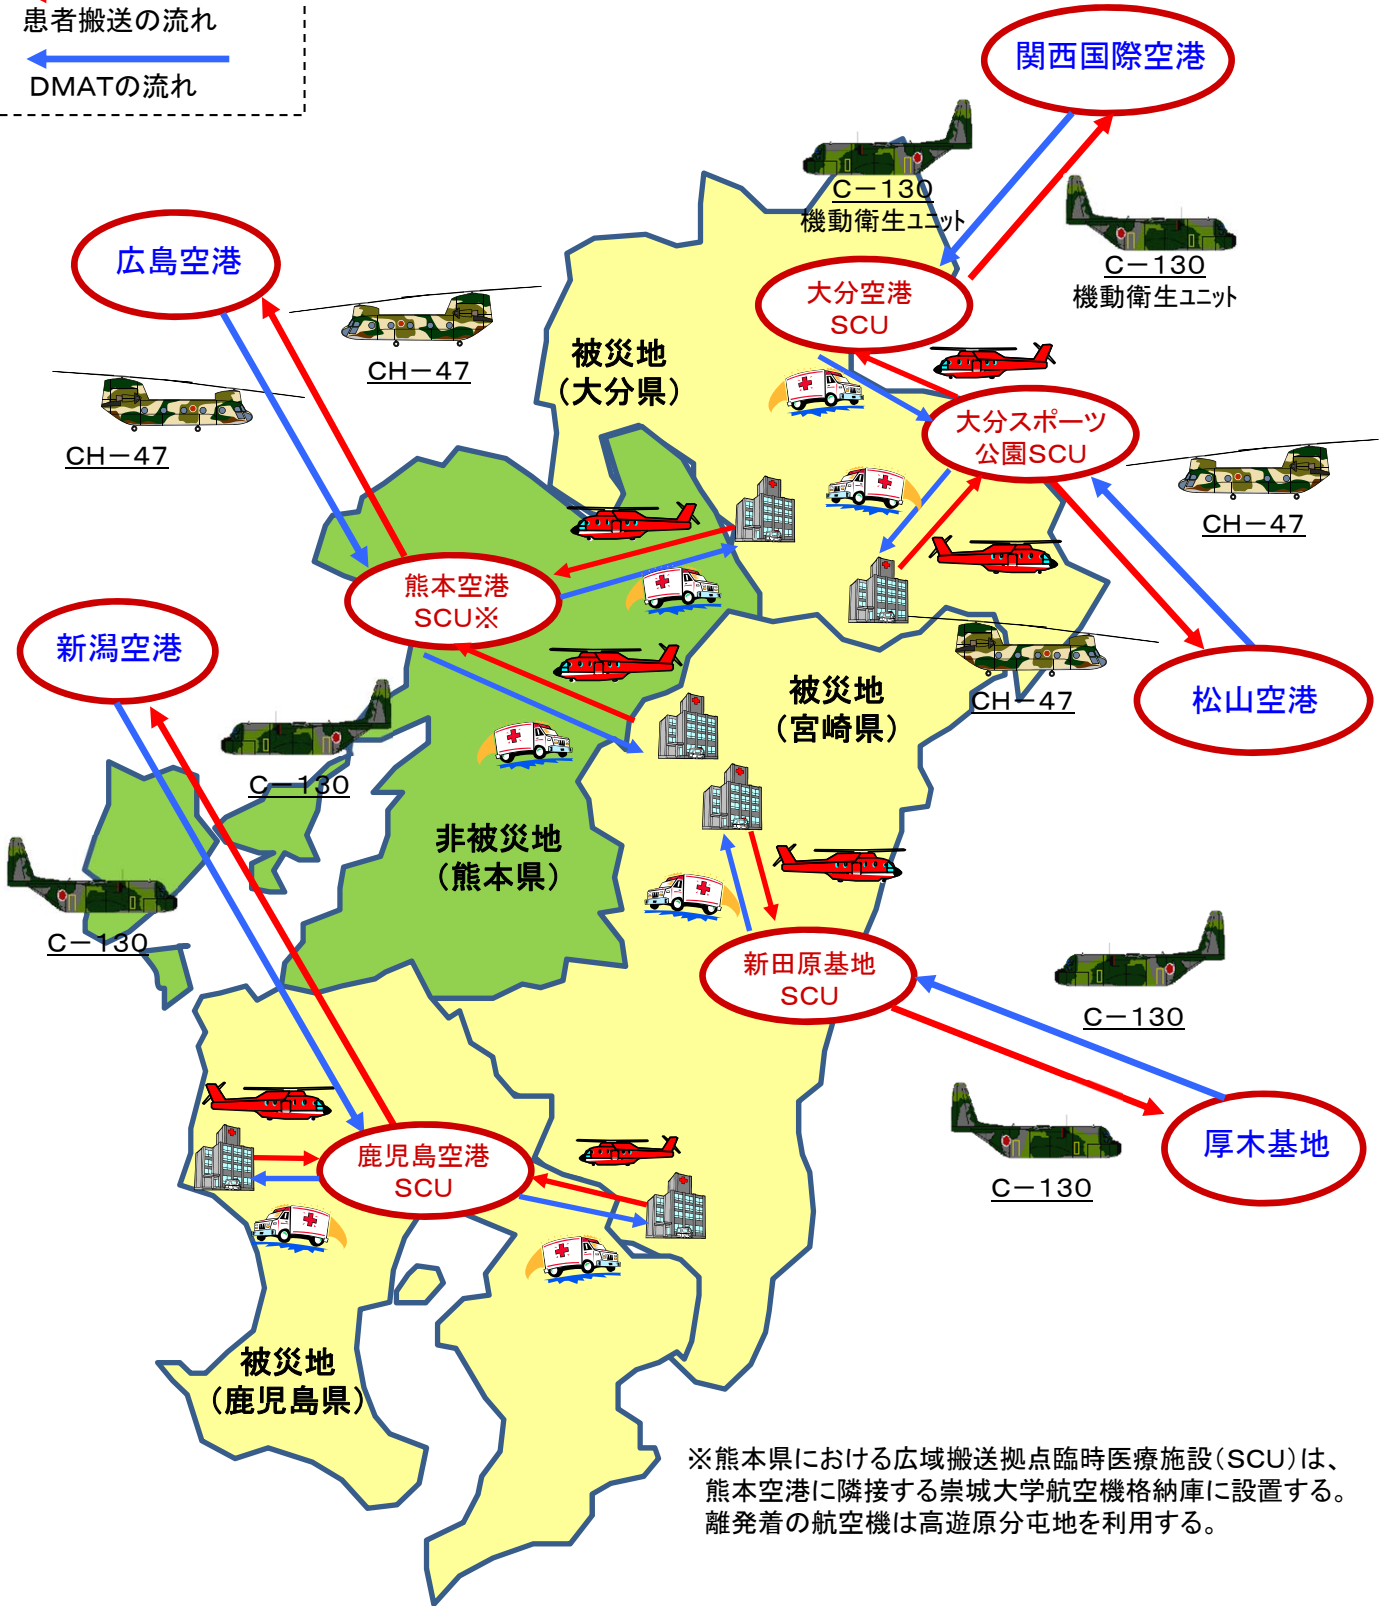 患者搬送の流れ
DMATの流れ
関西国際空港
C－130
機動衛生ユニット
C－130
機動衛生ユニット
広島空港
大分空港
SCU
CH－47
CH－47
被災地
（大分県）
大分スポーツ
公園SCU
CH－47
熊本空港
SCU※
新潟空港
被災地
（宮崎県）
CH－47
松山空港
C－130
非被災地
（熊本県）
C－130
新田原基地
SCU
C－130
厚木基地
C－130
鹿児島空港
SCU
被災地
（鹿児島県）
※熊本県における広域搬送拠点臨時医療施設（SCU）は、
熊本空港に隣接する崇城大学航空機格納庫に設置する。
離発着の航空機は高遊原分屯地を利用する。